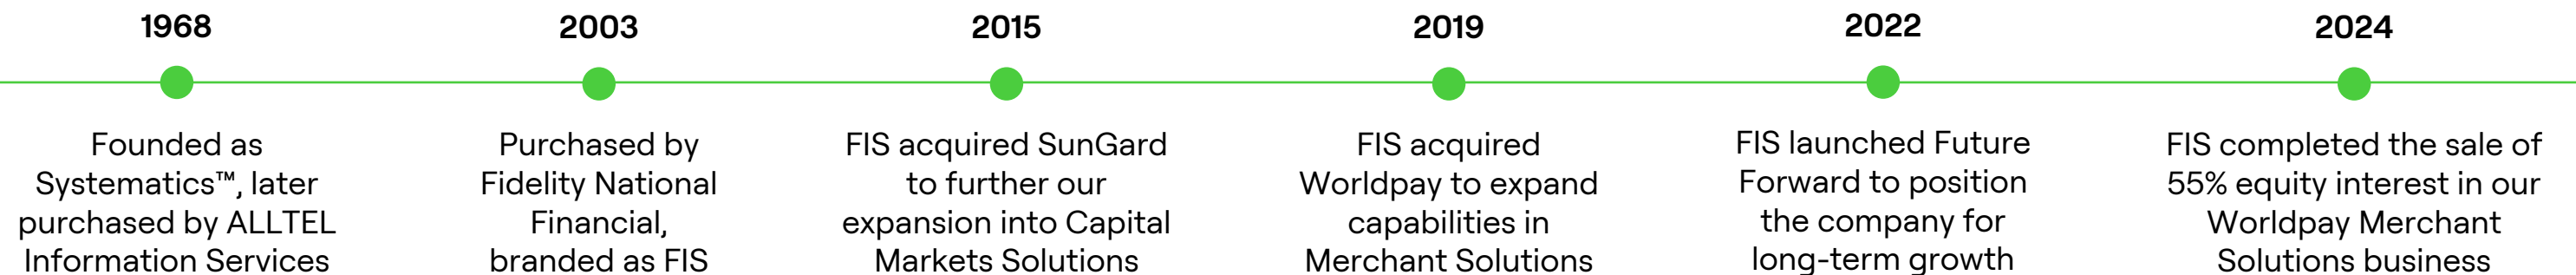 1968
Founded as
Systematics™, later
purchased by ALLTEL
Information Services
2003
Purchased by
Fidelity National
Financial,
branded as FIS
2015
FIS acquired SunGard
to further our
expansion into Capital
Markets Solutions
2019
FIS acquired
Worldpay to expand
capabilities in
Merchant Solutions
2022
FIS launched Future
Forward to position
the company for
long-term growth
2024
FIS completed the sale of
55% equity interest in our
Worldpay Merchant
Solutions business